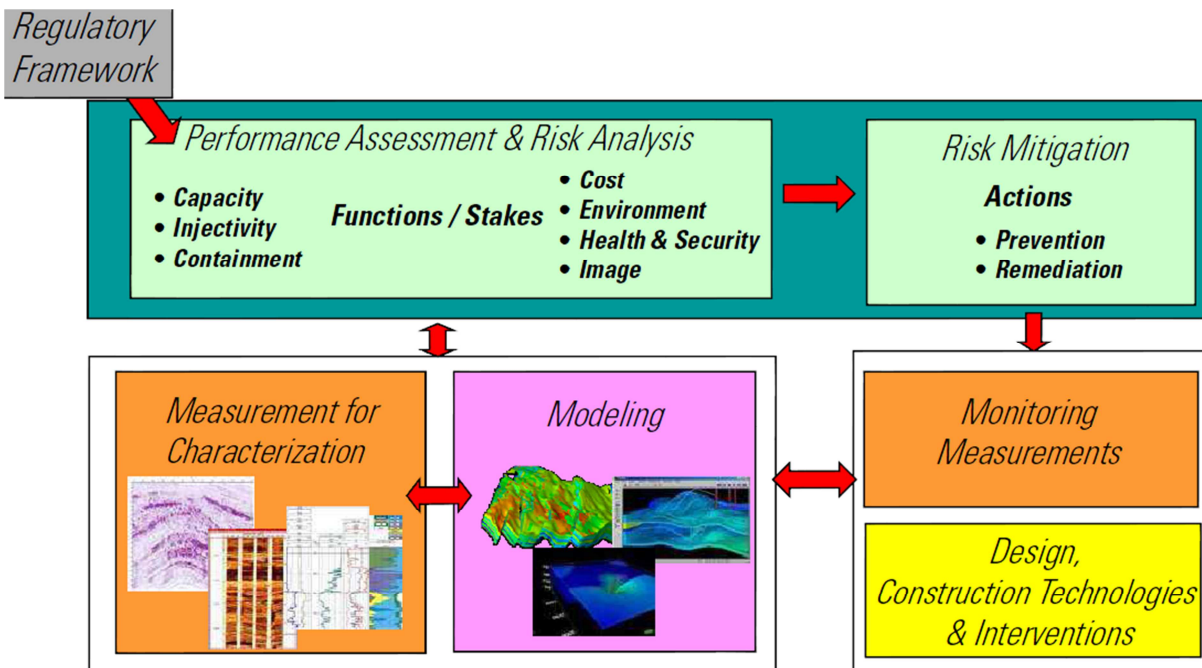 Regulatory
Framework
Performance Assessment & Risk Analysis
• Capacity
• Injectivity
• Containment
Functions / Stakes
• Cost
• Environment
• Health & Security
• Image
Risk Mitigation
Actions
• Prevention
• Remediation
Measurement for
Characterization
Modeling
Monitoring
Measurements
Design,
Construction Technologies
& Interventions